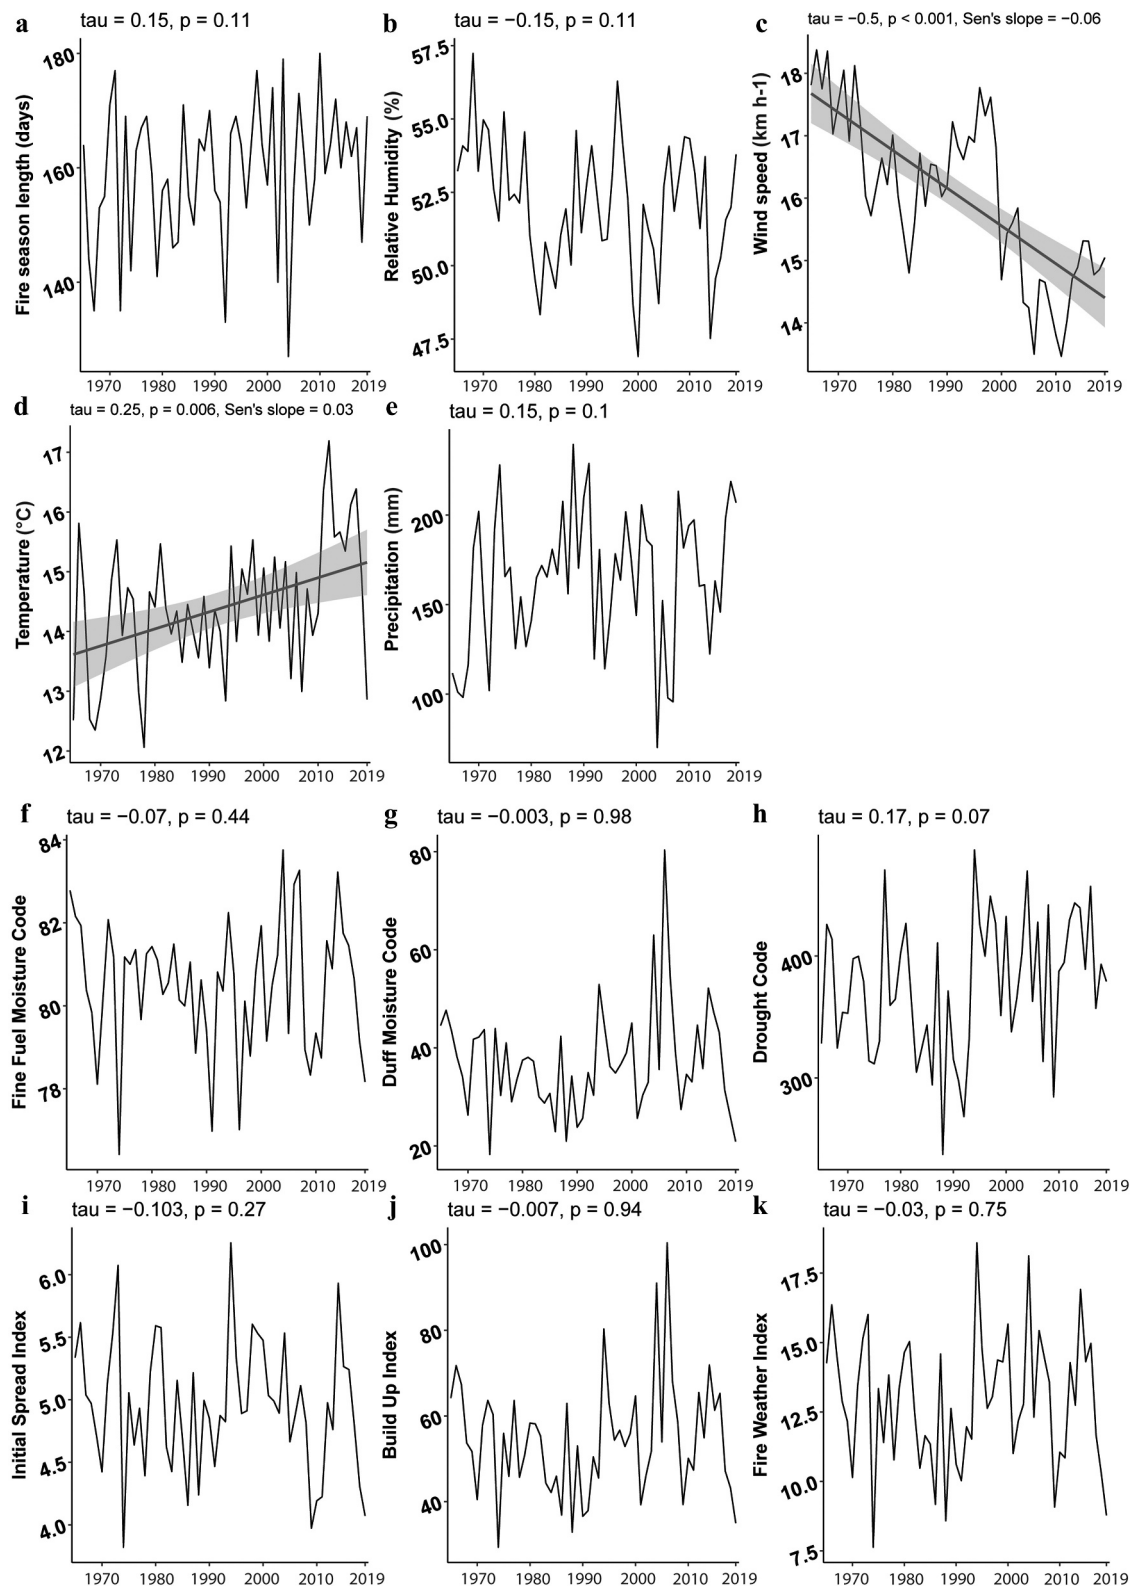 a tau = 0.15, p = 0.11
Fire season length (days)
180
160
140
1970 1980 1990 2000 2010 2019
b tau = −0.15, p = 0.11
Relative Humidity (%)
57.5
55.0
52.5
50.0
47.5
1970 1980 1990 2000 2010 2019
c tau = −0.5, p < 0.001, Sen's slope = −0.06
Wind speed (km h-1)
18
17
16
15
14
1970 1980 1990 2000 2010 2019
d tau = 0.25, p = 0.006, Sen's slope = 0.03
Temperature (°C)
17
16
15
14
13
12
1970 1980 1990 2000 2010 2019
e tau = 0.15, p = 0.1
Precipitation (mm)
200
150
100
1970 1980 1990 2000 2010 2019
f tau = −0.07, p = 0.44
Fine Fuel Moisture Code
84
82
80
78
1970 1980 1990 2000 2010 2019
g tau = −0.003, p = 0.98
Duff Moisture Code
80
60
40
20
1970 1980 1990 2000 2010 2019
h tau = 0.17, p = 0.07
Drought Code
400
300
1970 1980 1990 2000 2010 2019
i tau = −0.103, p = 0.27
Initial Spread Index
6.0
5.5
5.0
4.5
4.0
1970 1980 1990 2000 2010 2019
j tau = −0.007, p = 0.94
Build Up Index
100
80
60
40
1970 1980 1990 2000 2010 2019
k tau = −0.03, p = 0.75
Fire Weather Index
17.5
15.0
12.5
10.0
7.5
1970 1980 1990 2000 2010 2019